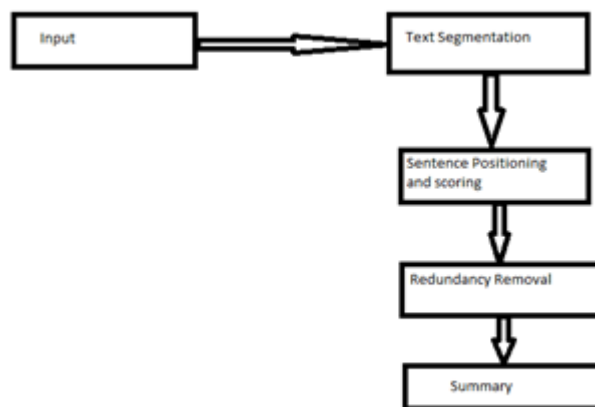 Input
Text Segmentation
Sentence Positioning
and scoring
Redundancy Removal
Summary